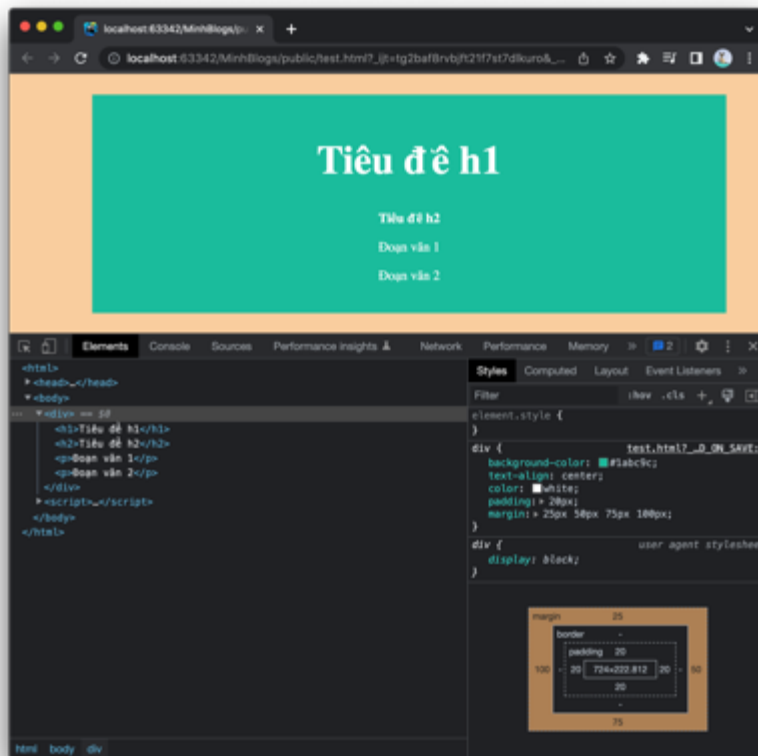 localhost:63342/MinhBlogs/pu
localhost:63342/MinhBlogs/public/test.html?_ijt=tg2baf8rvbjft21f7st7dlkuro&_...
Tiêu đề h1
Tiêu đề h2
Đoạn văn 1
Đoạn văn 2
Elements Console Sources Performance insights Network Performance Memory » 2
<html>
<head>…</head>
<body>
<div> == $0
<h1>Tiêu đề h1</h1>
<h2>Tiêu đề h2</h2>
<p>Đoạn văn 1</p>
<p>Đoạn văn 2</p>
</div>
<script>…</script>
</body>
</html>
html body div
Styles Computed Layout Event Listeners »
Filter :hov .cls +
element.style {
}
div { test.html?_…D_ON_SAVE:
background-color: #1abc9c;
text-align: center;
color: white;
padding: 20px;
margin: 25px 50px 75px 100px;
}
div { user agent styleshee
display: block;
}
margin 25
border -
padding 20
100 - 20 724×222.812 20 - 50
20
-
75